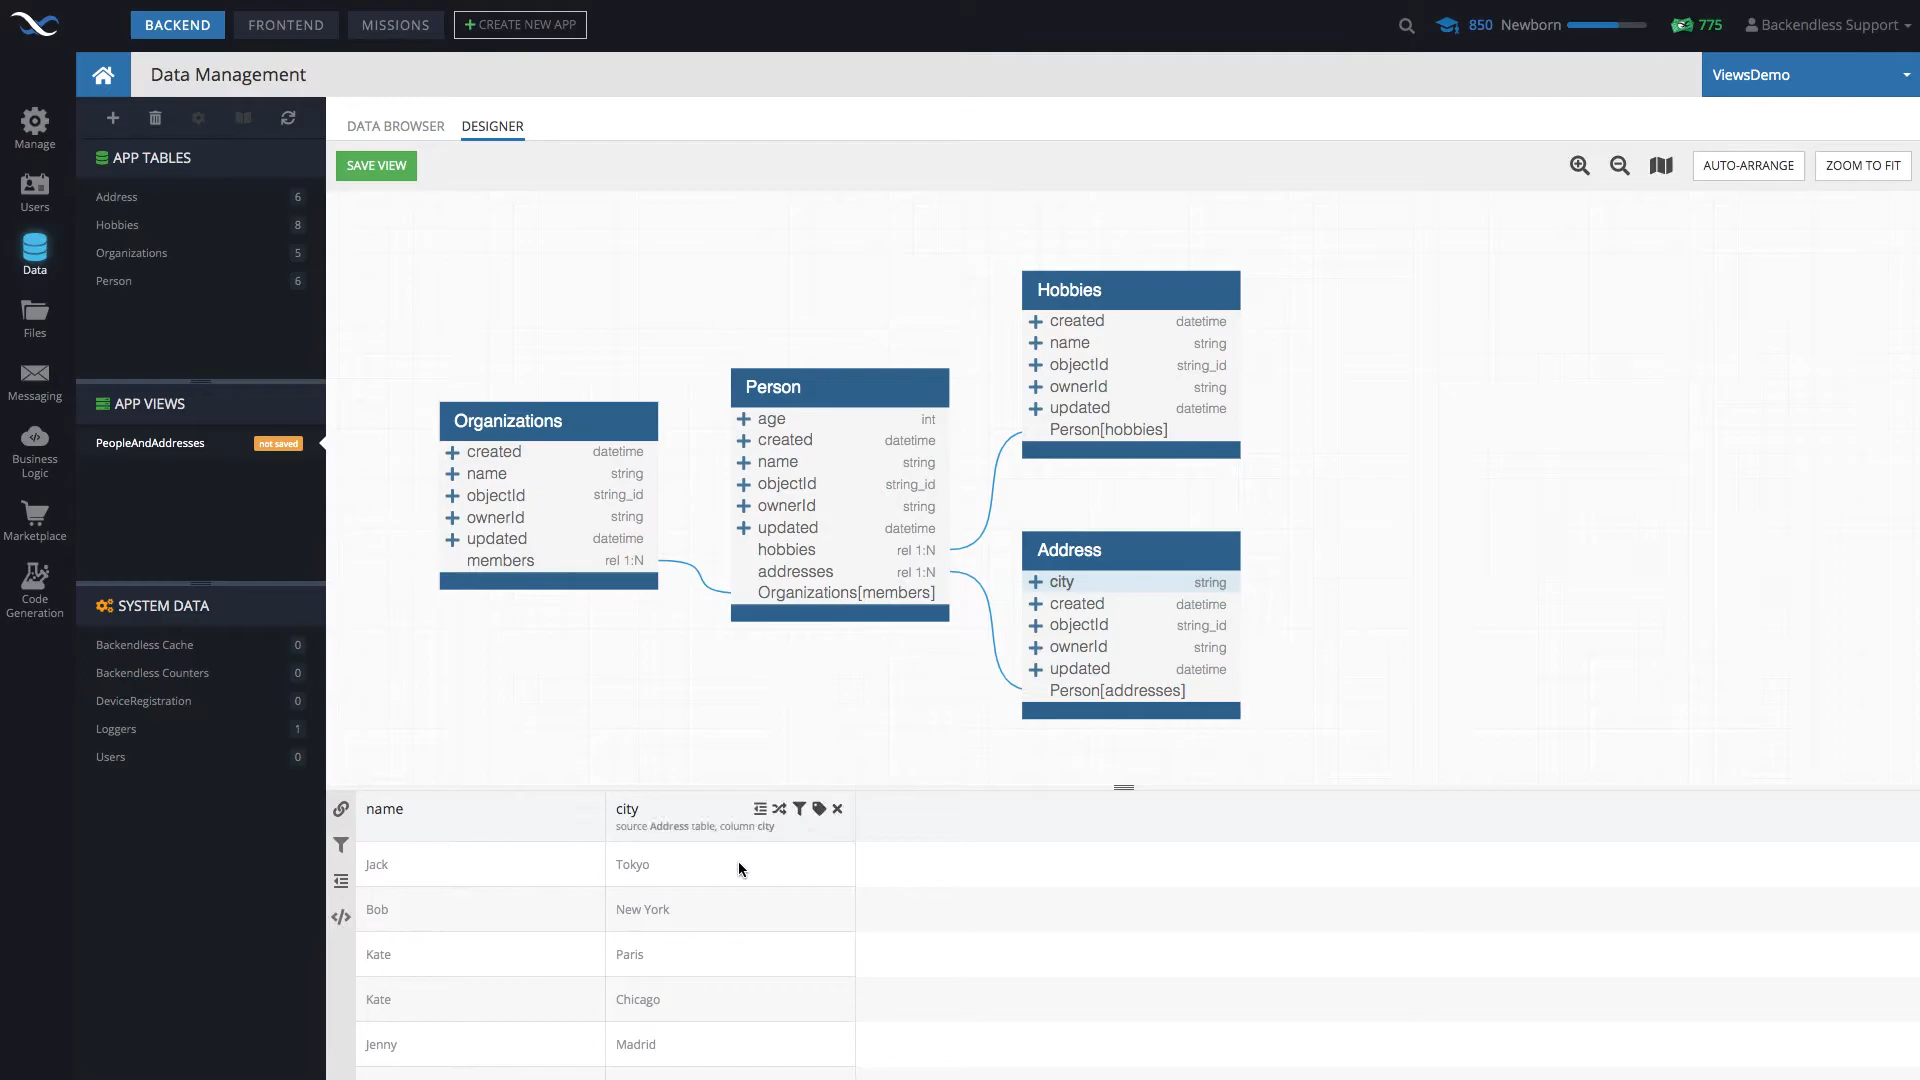 BACKEND FRONTEND MISSIONS + CREATE NEW APP 850 Newborn 775 Backendless Support
Data Management ViewsDemo
Manage
Users
Data
Files
Messaging
Business
Logic
Marketplace
Code
Generation
APP TABLES
Address 6
Hobbies 8
Organizations 5
Person 6
APP VIEWS
PeopleAndAddresses not saved
SYSTEM DATA
Backendless Cache 0
Backendless Counters 0
DeviceRegistration 0
Loggers 1
Users 0
DATA BROWSER DESIGNER
SAVE VIEW AUTO-ARRANGE ZOOM TO FIT
Organizations
created datetime
name string
objectId string_id
ownerId string
updated datetime
members rel 1:N
Person
age int
created datetime
name string
objectId string_id
ownerId string
updated datetime
hobbies rel 1:N
addresses rel 1:N
Organizations[members]
Hobbies
created datetime
name string
objectId string_id
ownerId string
updated datetime
Person[hobbies]
Address
city string
created datetime
objectId string_id
ownerId string
updated datetime
Person[addresses]
name city
source Address table, column city
Jack Tokyo
Bob New York
Kate Paris
Kate Chicago
Jenny Madrid